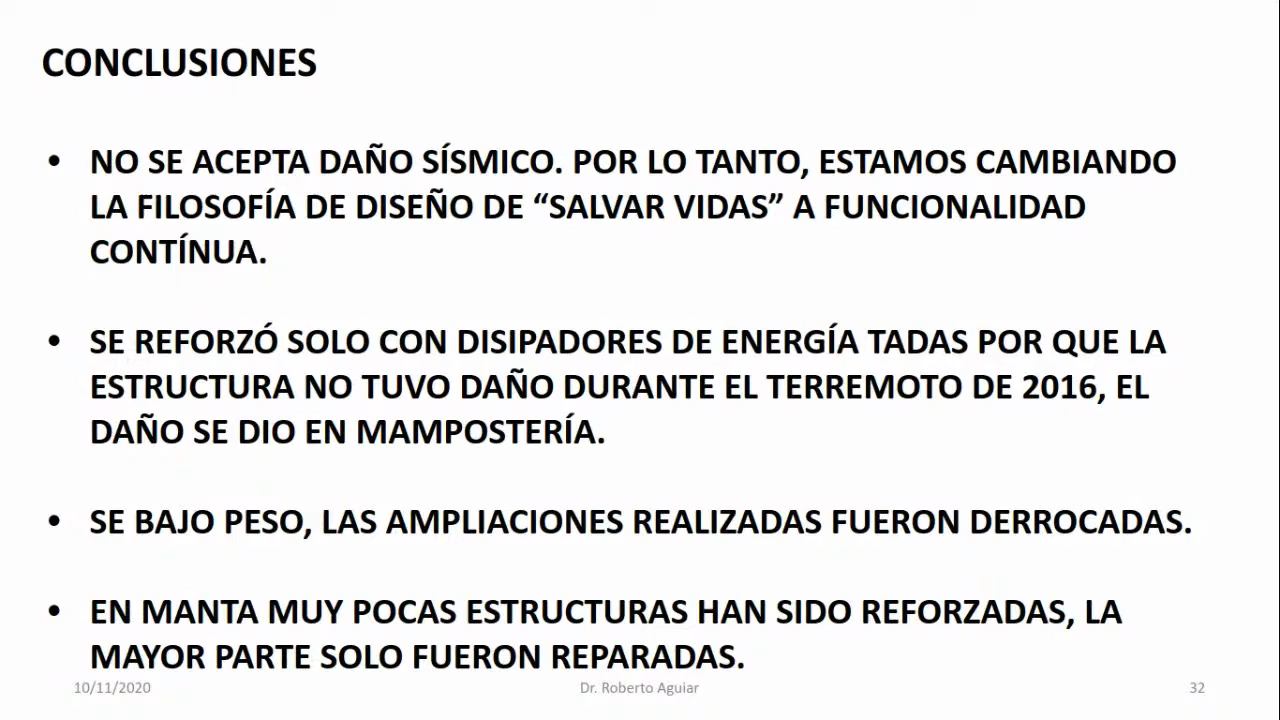 CONCLUSIONES
• NO SE ACEPTA DAÑO SÍSMICO. POR LO TANTO, ESTAMOS CAMBIANDO
LA FILOSOFÍA DE DISEÑO DE “SALVAR VIDAS” A FUNCIONALIDAD
CONTÍNUA.
• SE REFORZÓ SOLO CON DISIPADORES DE ENERGÍA TADAS POR QUE LA
ESTRUCTURA NO TUVO DAÑO DURANTE EL TERREMOTO DE 2016, EL
DAÑO SE DIO EN MAMPOSTERÍA.
• SE BAJO PESO, LAS AMPLIACIONES REALIZADAS FUERON DERROCADAS.
• EN MANTA MUY POCAS ESTRUCTURAS HAN SIDO REFORZADAS, LA
MAYOR PARTE SOLO FUERON REPARADAS.
10/11/2020
Dr. Roberto Aguiar
32